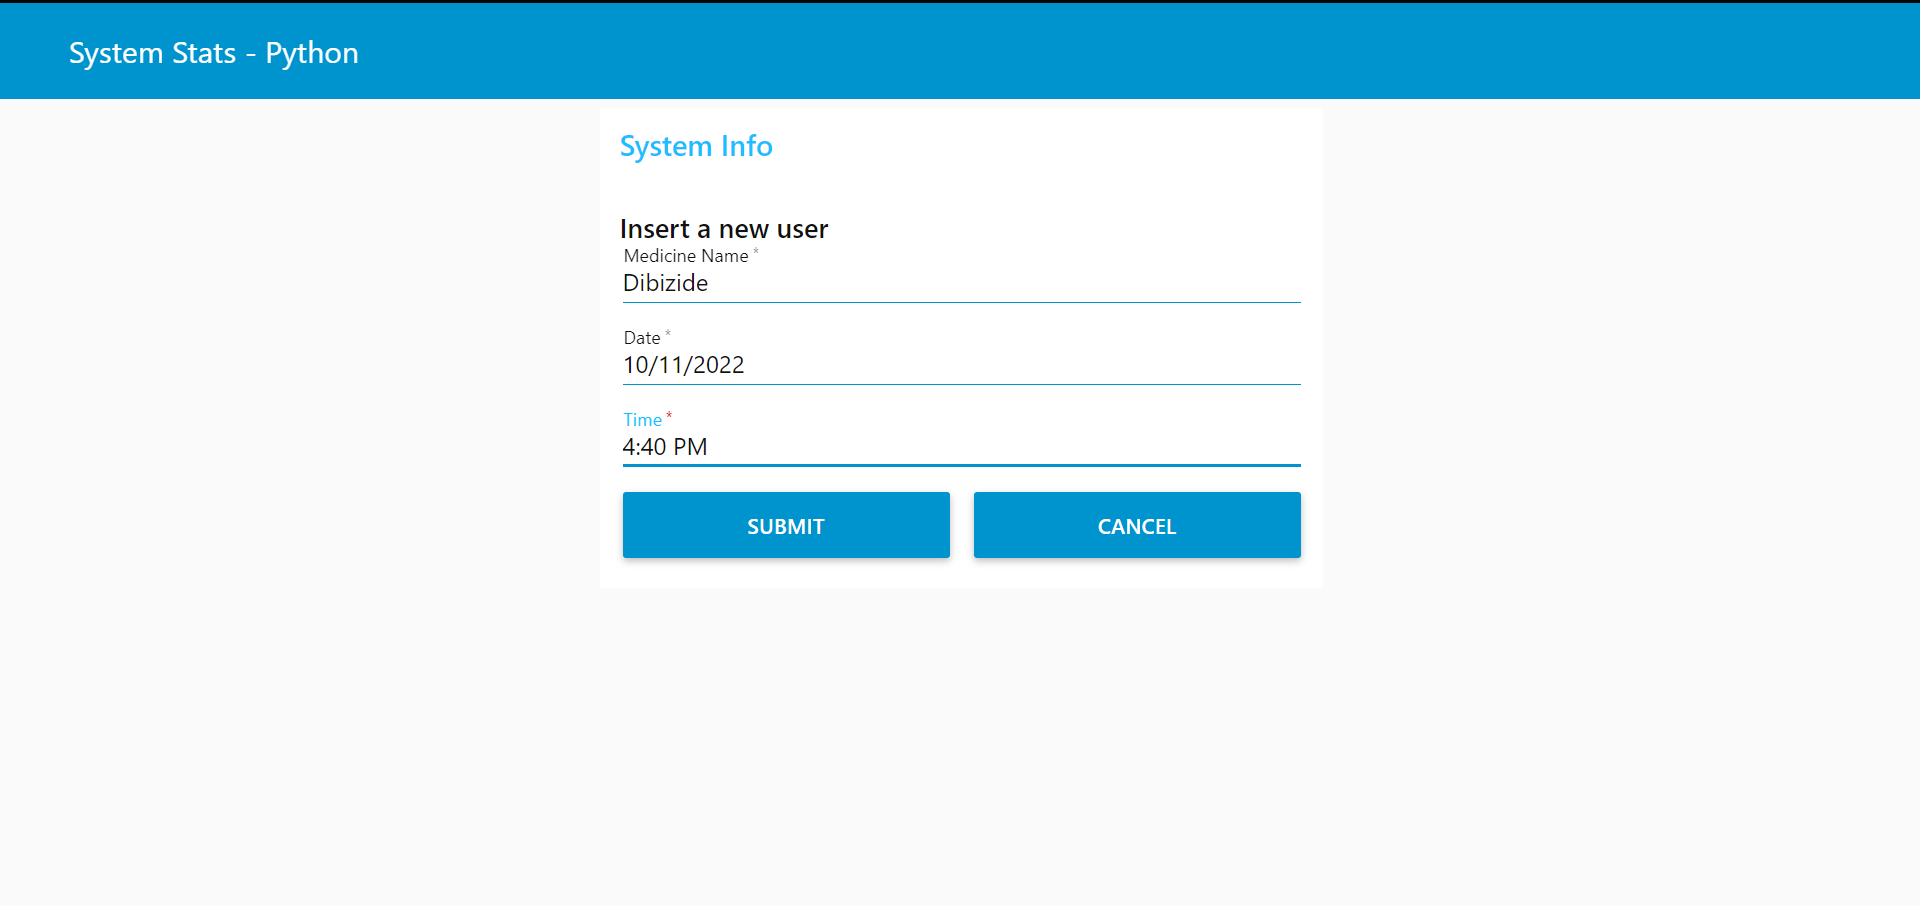 System Stats - Python
System Info
Insert a new user
Medicine Name *
Dibizide
Date *
10/11/2022
Time *
4:40 PM
SUBMIT CANCEL